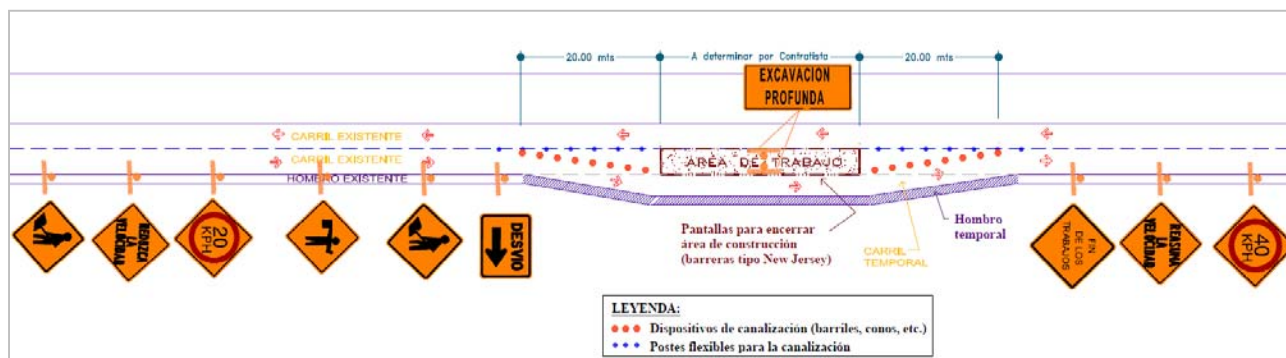 20.00 mts
A determinar por Contratista
20.00 mts
EXCAVACION
PROFUNDA
CARRIL EXISTENTE
CARRIL EXISTENTE
HOMBRO EXISTENTE
AREA DE TRABAJO
REDUZCA
LA
VELOCIDAD
20
KPH
DESVIO
Pantallas para encerrar
área de construcción
(barreras tipo New Jersey)
CARRIL
TEMPORAL
Hombro
temporal
FIN
DE LOS
TRABAJOS
REASUMA
LA
VELOCIDAD
40
KPH
LEYENDA:
Dispositivos de canalización (barriles, conos, etc.)
Postes flexibles para la canalización